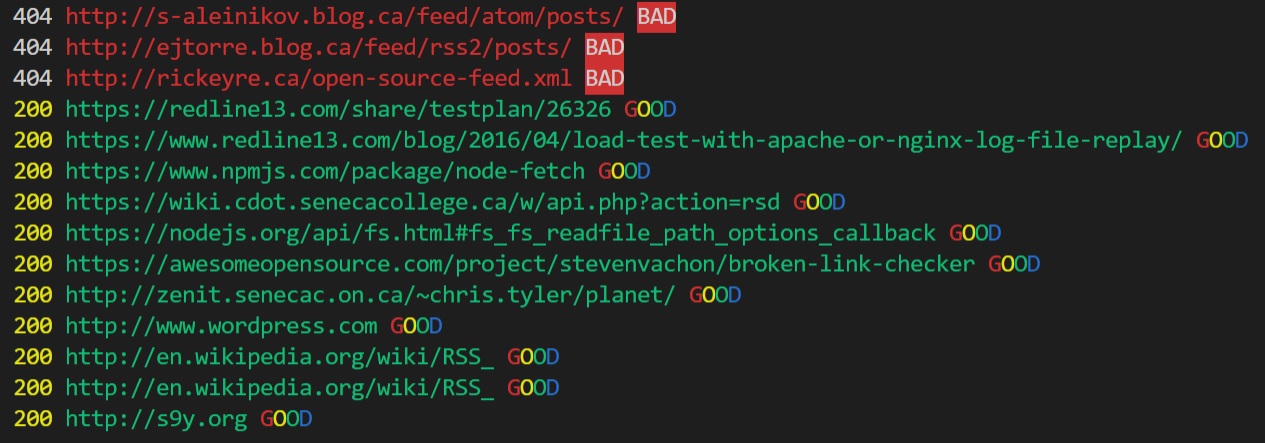 404 http://s-aleinikov.blog.ca/feed/atom/posts/ BAD
404 http://ejtorre.blog.ca/feed/rss2/posts/ BAD
404 http://rickeyre.ca/open-source-feed.xml BAD
200 https://redline13.com/share/testplan/26326 GOOD
200 https://www.redline13.com/blog/2016/04/load-test-with-apache-or-nginx-log-file-replay/ GOOD
200 https://www.npmjs.com/package/node-fetch GOOD
200 https://wiki.cdot.senecacollege.ca/w/api.php?action=rsd GOOD
200 https://nodejs.org/api/fs.html#fs_fs_readfile_path_options_callback GOOD
200 https://awesomeopensource.com/project/stevenvachon/broken-link-checker GOOD
200 http://zenit.senecac.on.ca/~chris.tyler/planet/ GOOD
200 http://www.wordpress.com GOOD
200 http://en.wikipedia.org/wiki/RSS_ GOOD
200 http://en.wikipedia.org/wiki/RSS_ GOOD
200 http://s9y.org GOOD